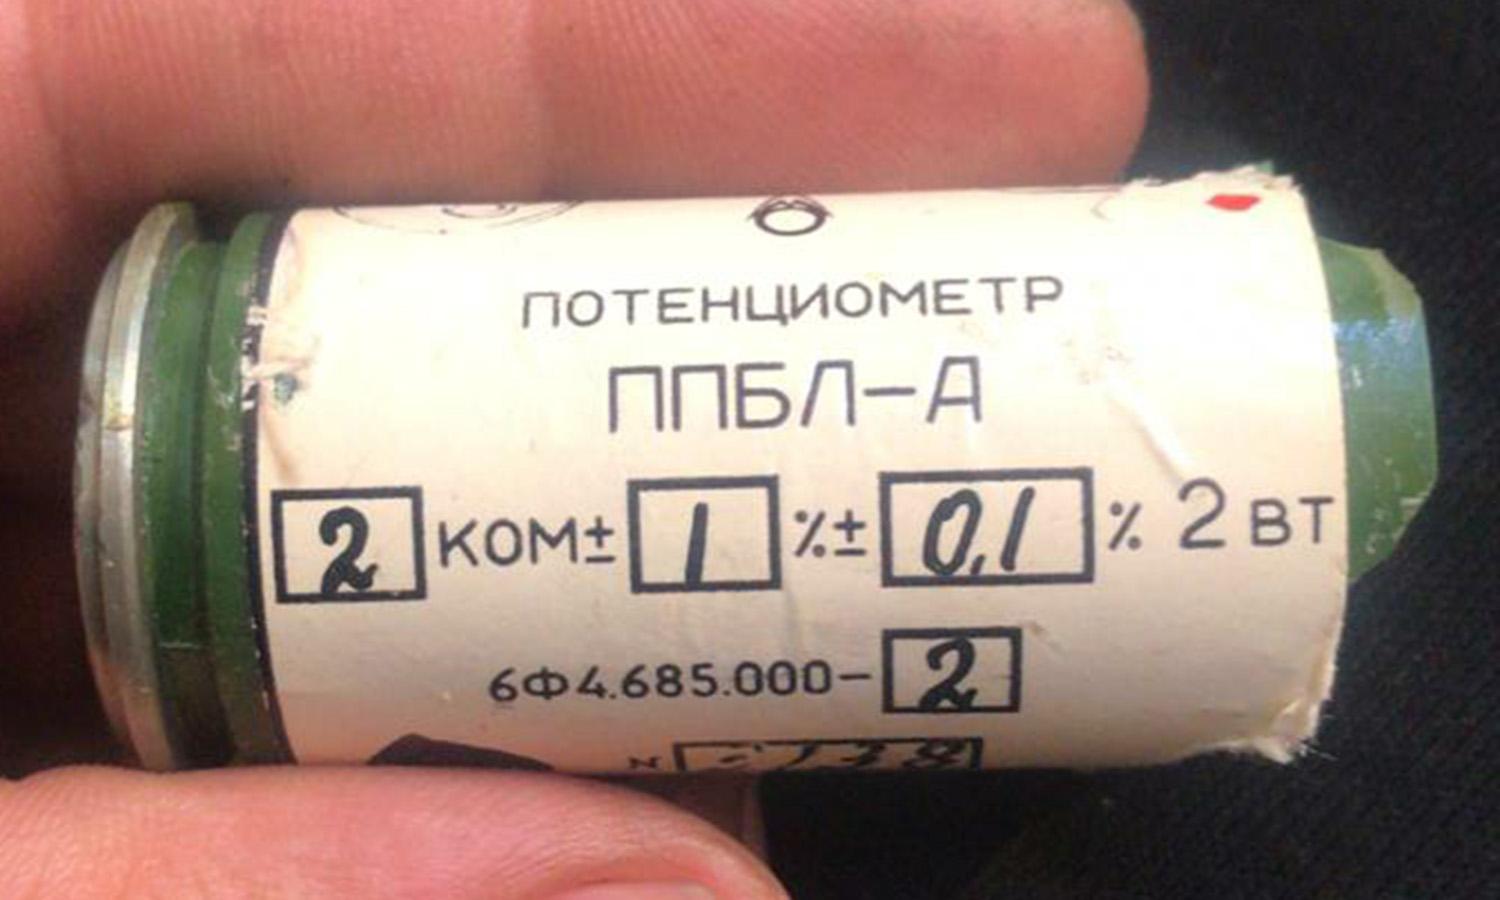 ПОТЕНЦИОМЕТР
ППБЛ-А
2 КОМ± 1 %± 0,1 % 2 ВТ
6Ф4.685.000- 2
N